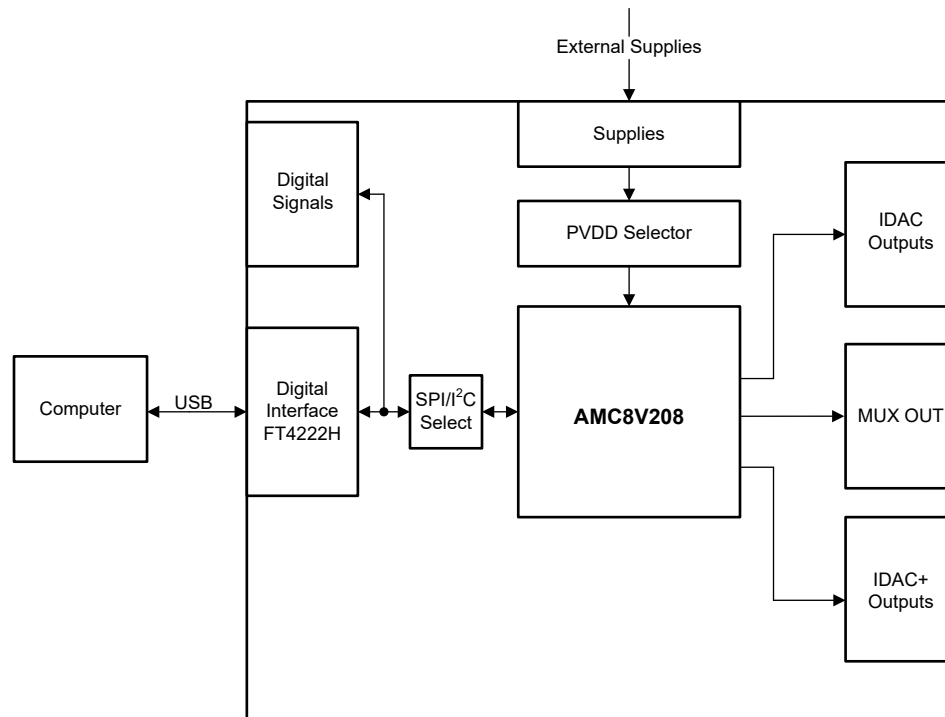 External Supplies
Supplies
Digital
Signals
PVDD Selector
IDAC
Outputs
Computer
USB
Digital
Interface
FT4222H
SPI/I²C
Select
AMC8V208
MUX OUT
IDAC+
Outputs